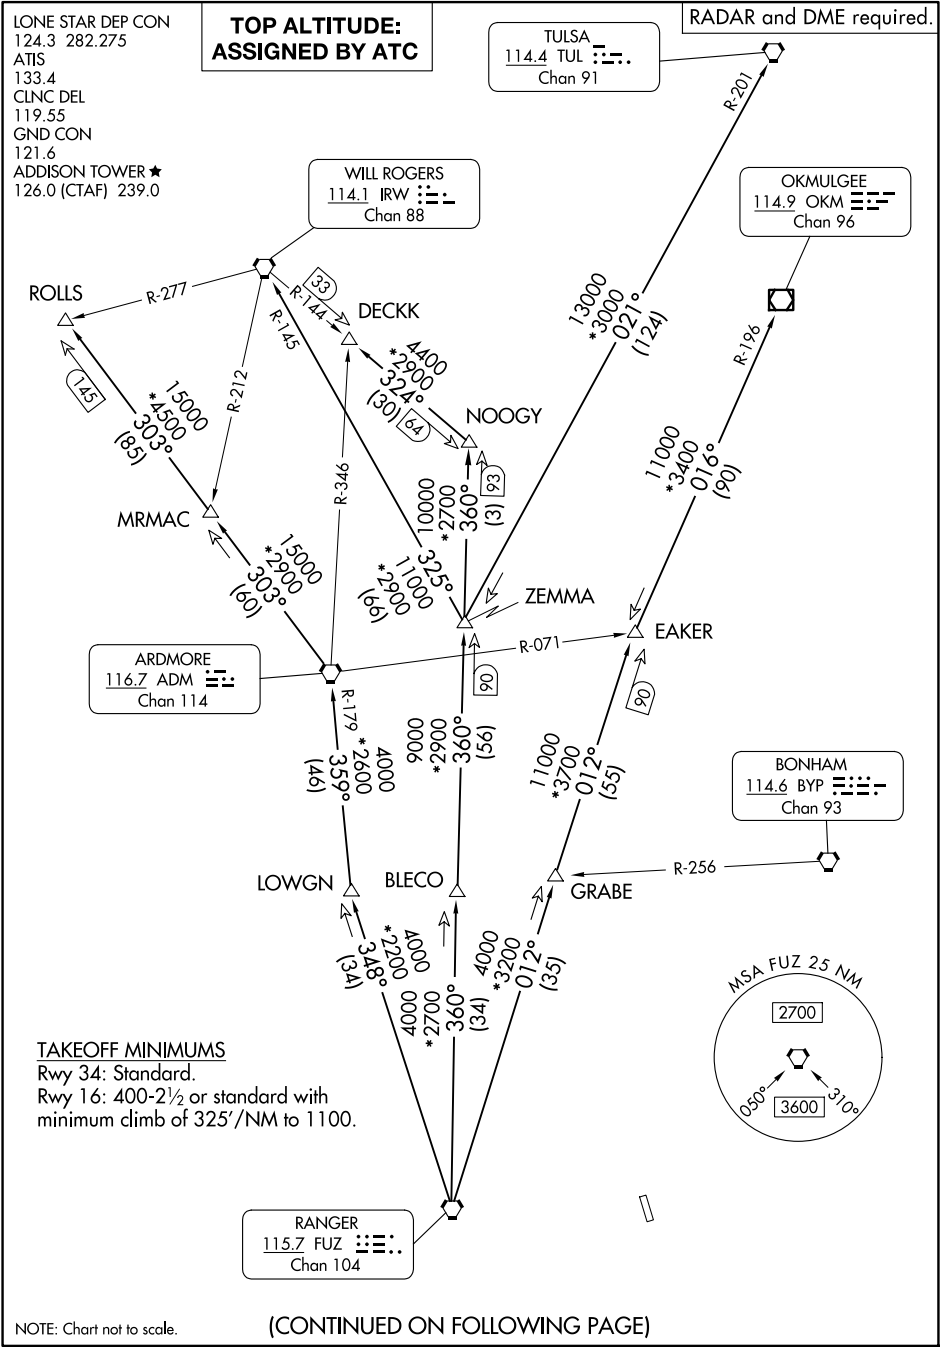 LONE STAR DEP CON
124.3 282.275
ATIS
133.4
CLNC DEL
119.55
GND CON
121.6
ADDISON TOWER ★
126.0 (CTAF) 239.0
TOP ALTITUDE:
ASSIGNED BY ATC
RADAR and DME required.
TULSA
114.4 TUL
Chan 91
R-201
WILL ROGERS
114.1 IRW
Chan 88
OKMULGEE
114.9 OKM
Chan 96
R-196
ROLLS
R-277
R-212
R-145
R-144
33
DECKK
145
15000
*4500
303°
(85)
4400
*2900
324°
(30)
64
NOOGY
93
13000
*3000
021°
(124)
11000
*3400
016°
(90)
R-346
MRMAC
10000
*2700
360°
(3)
325°
11000
*2900
(66)
15000
*2900
303°
(60)
ZEMMA
EAKER
R-071
90
90
ARDMORE
116.7 ADM
Chan 114
R-179
4000
*2600
359°
(46)
9000
*2900
360°
(56)
11000
*3700
012°
(55)
BONHAM
114.6 BYP
Chan 93
R-256
LOWGN
BLECO
GRABE
4000
*2200
348°
(34)
4000
*2700
360°
(34)
4000
*3200
012°
(35)
MSA FUZ 25 NM
2700
050°
3600
310°
TAKEOFF MINIMUMS
Rwy 34: Standard.
Rwy 16: 400-2½ or standard with
minimum climb of 325'/NM to 1100.
RANGER
115.7 FUZ
Chan 104
NOTE: Chart not to scale.
(CONTINUED ON FOLLOWING PAGE)